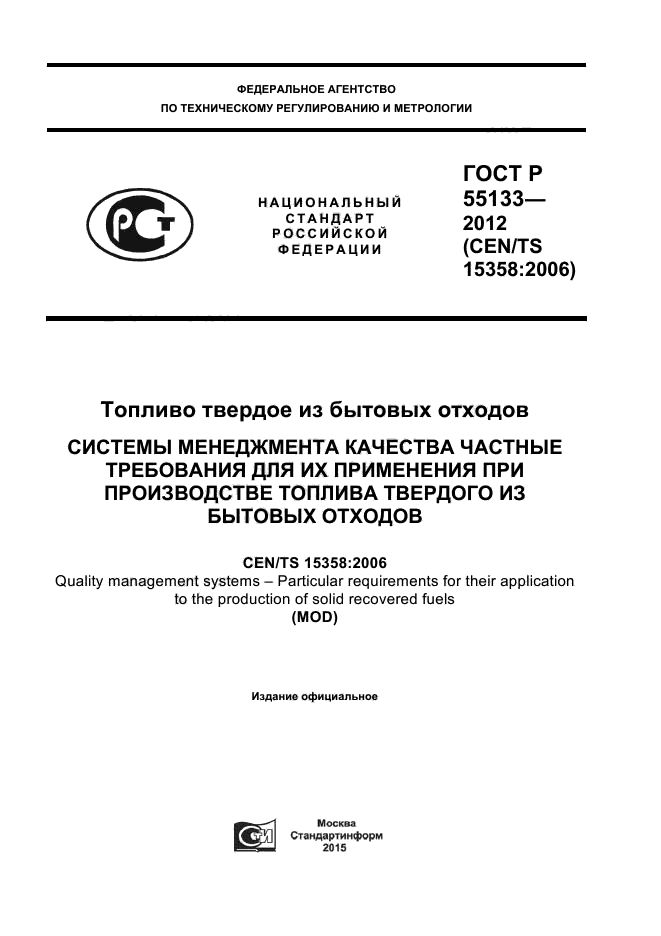 ФЕДЕРАЛЬНОЕ АГЕНТСТВО
ПО ТЕХНИЧЕСКОМУ РЕГУЛИРОВАНИЮ И МЕТРОЛОГИИ
РСТ
НАЦИОНАЛЬНЫЙ
СТАНДАРТ
РОССИЙСКОЙ
ФЕДЕРАЦИИ
ГОСТ Р
55133—
2012
(CEN/TS
15358:2006)
Топливо твердое из бытовых отходов
СИСТЕМЫ МЕНЕДЖМЕНТА КАЧЕСТВА ЧАСТНЫЕ
ТРЕБОВАНИЯ ДЛЯ ИХ ПРИМЕНЕНИЯ ПРИ
ПРОИЗВОДСТВЕ ТОПЛИВА ТВЕРДОГО ИЗ
БЫТОВЫХ ОТХОДОВ
CEN/TS 15358:2006
Quality management systems – Particular requirements for their application
to the production of solid recovered fuels
(MOD)
Издание официальное
Москва
Стандартинформ
2015